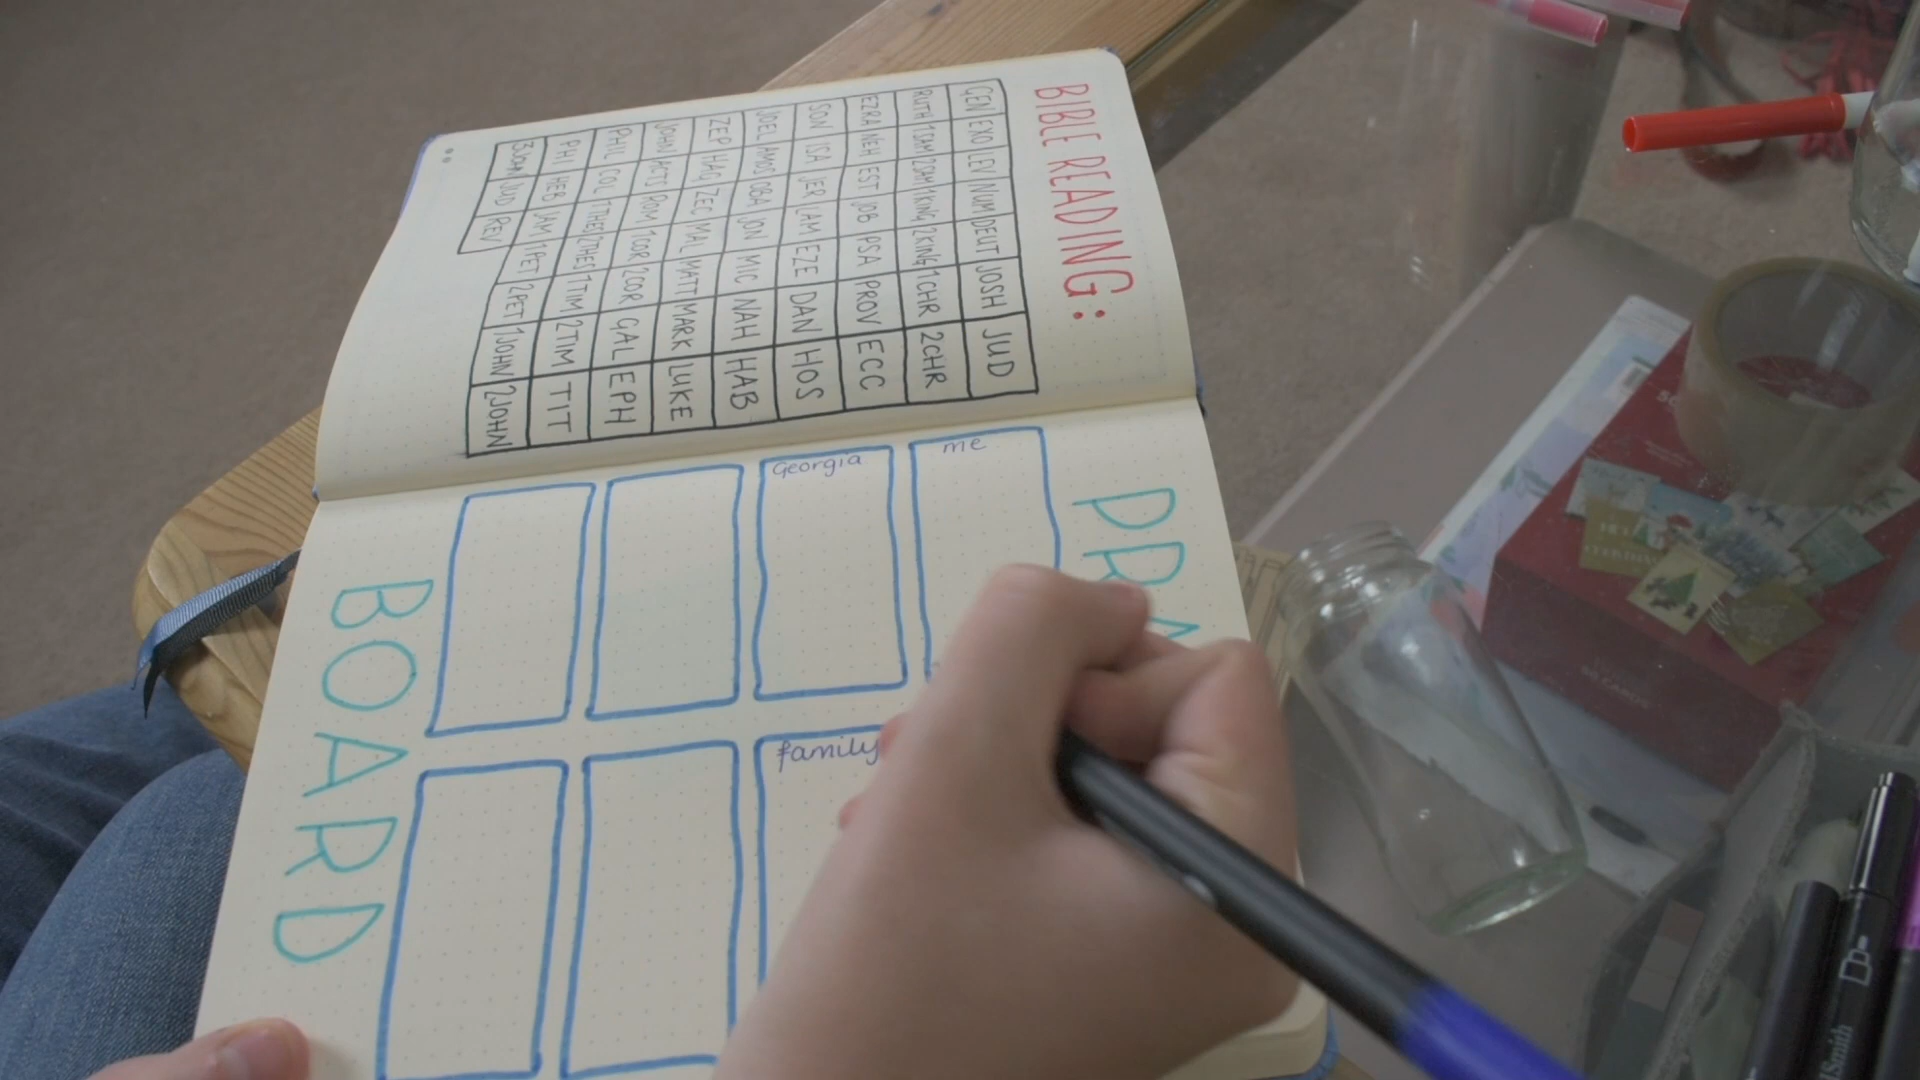 BIBLE READING:
GEN EXO LEV NUM DEUT JOSH JUD
RUTH 1SAM 2SAM 1KING 2KING 1CHR 2CHR
EZRA NEH EST JOB PSA PROV ECC
SON ISA JER LAM EZE DAN HOS
JOEL AMOS OBA JON MIC NAH HAB
ZEP HAG ZEC MAL MATT MARK LUKE
JOHN ACTS ROM 1COR 2COR GAL EPH
PHIL COL 1THES 2THES 1TIM 2TIM TIT
PHI HEB JAM 1PET 2PET 1JOHN 2JOHN
3JOHN JUD REV
me
Georgia
family
BOARD